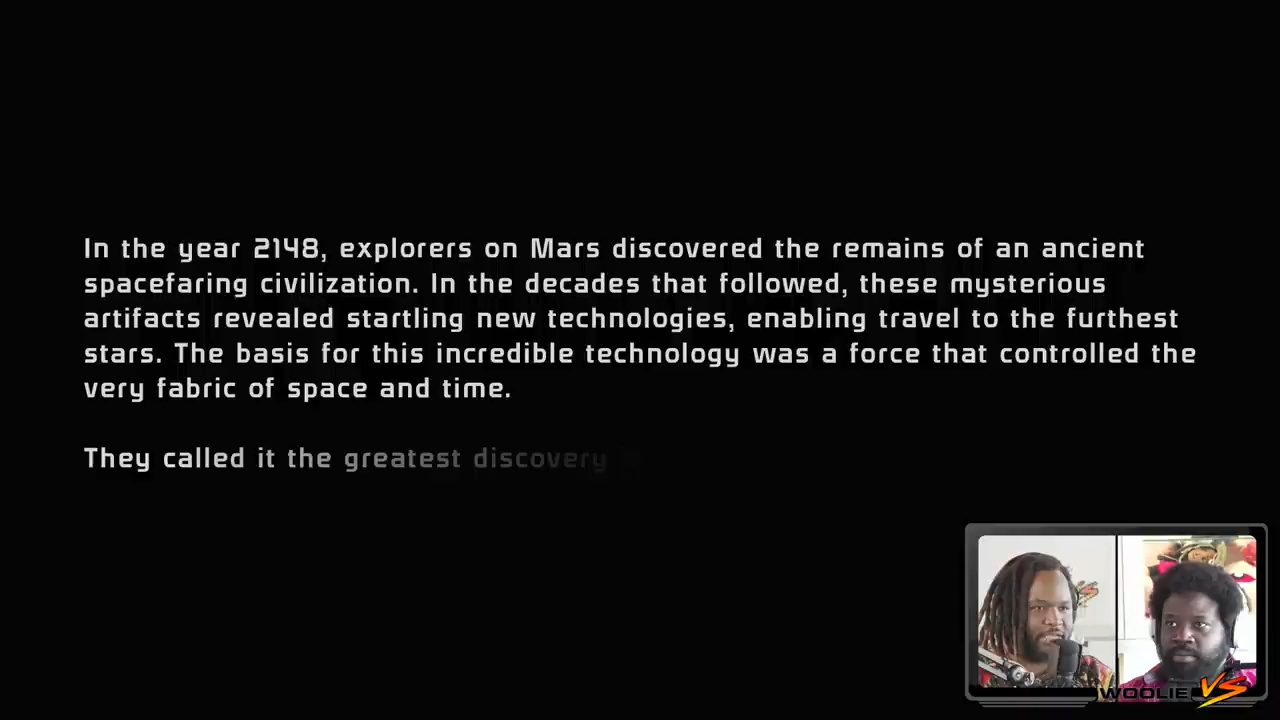 In the year 2148, explorers on Mars discovered the remains of an ancient
spacefaring civilization. In the decades that followed, these mysterious
artifacts revealed startling new technologies, enabling travel to the furthest
stars. The basis for this incredible technology was a force that controlled the
very fabric of space and time.
They called it the greatest discovery
WOOLIE VS